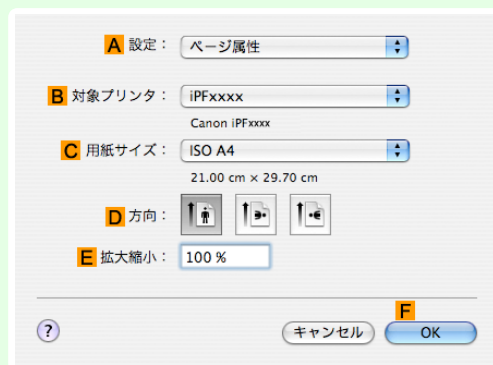 A 設定： ページ属性
B 対象プリンタ： iPFxxxx
Canon iPFxxxx
C 用紙サイズ： ISO A4
21.00 cm × 29.70 cm
D 方向：
E 拡大縮小： 100 %
F
? キャンセル OK